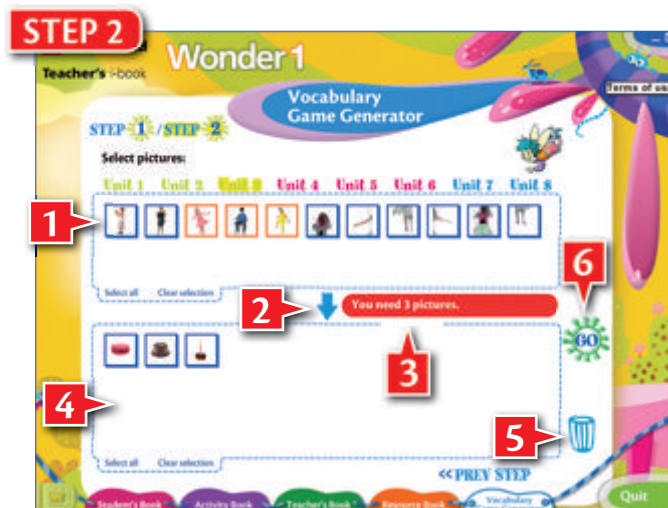 STEP 2
Teacher's i-book
Wonder 1
Terms of us
Vocabulary
Game Generator
STEP 1 / STEP 2
Select pictures:
Unit 1 Unit 2 Unit 3 Unit 4 Unit 5 Unit 6 Unit 7 Unit 8
1
Select all Clear selection
2
You need 3 pictures.
6
GO
3
4
5
Select all Clear selection
<< PREV STEP
Student's Book Activity Book Teacher's Book Resource Book Vocabulary
Quit